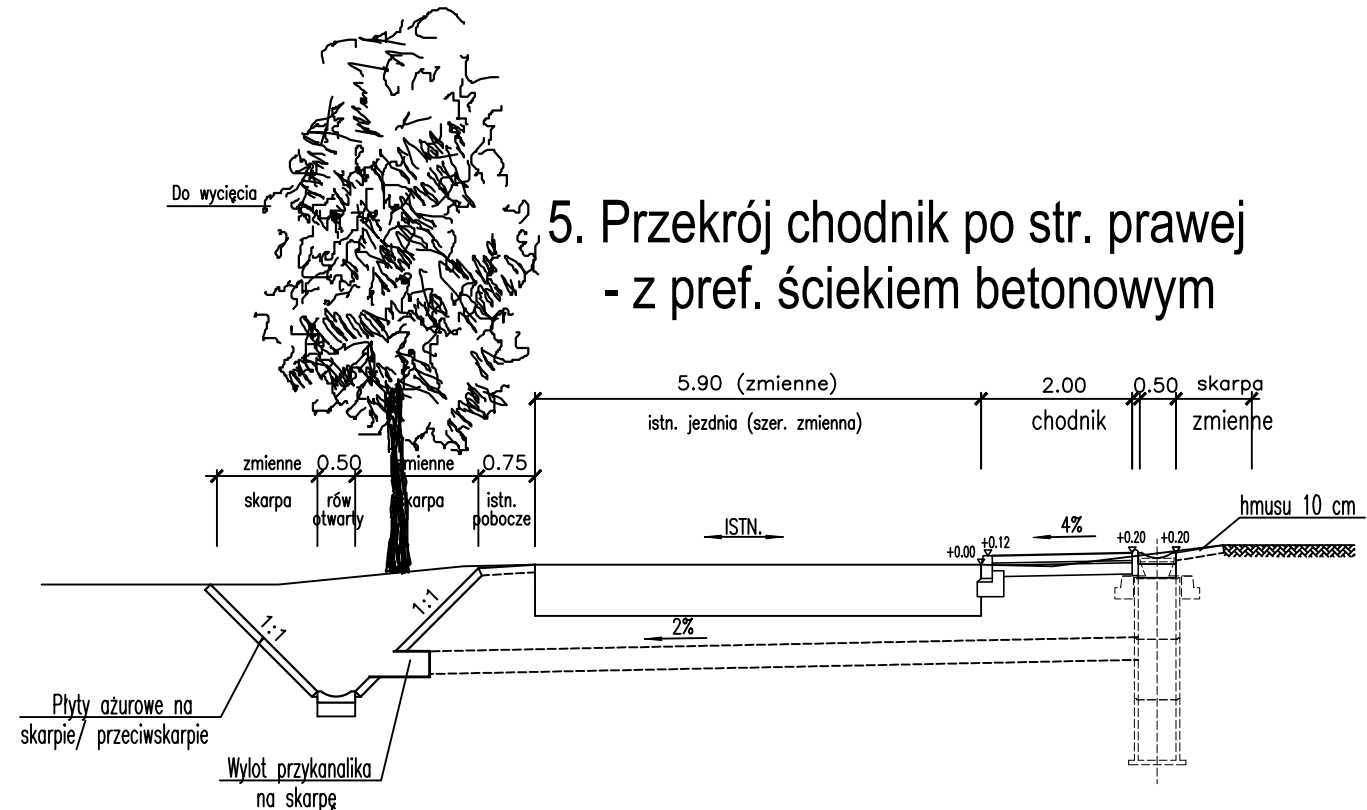 Do wycięcia
5. Przekrój chodnik po str. prawej
- z pref. ściekiem betonowym
5.90 (zmienne)
2.00
0.50
skarpa
istn. jezdnia (szer. zmienna)
chodnik
zmienne
zmienne
0.50
zmienne
0.75
skarpa
rów
otwarty
skarpa
istn.
pobocze
hmusu 10 cm
ISTN.
4%
+0.00
+0.12
+0.20
+0.20
1:1
1:1
2%
Płyty ażurowe na
skarpie/ przeciwskarpie
Wylot przykanalika
na skarpę